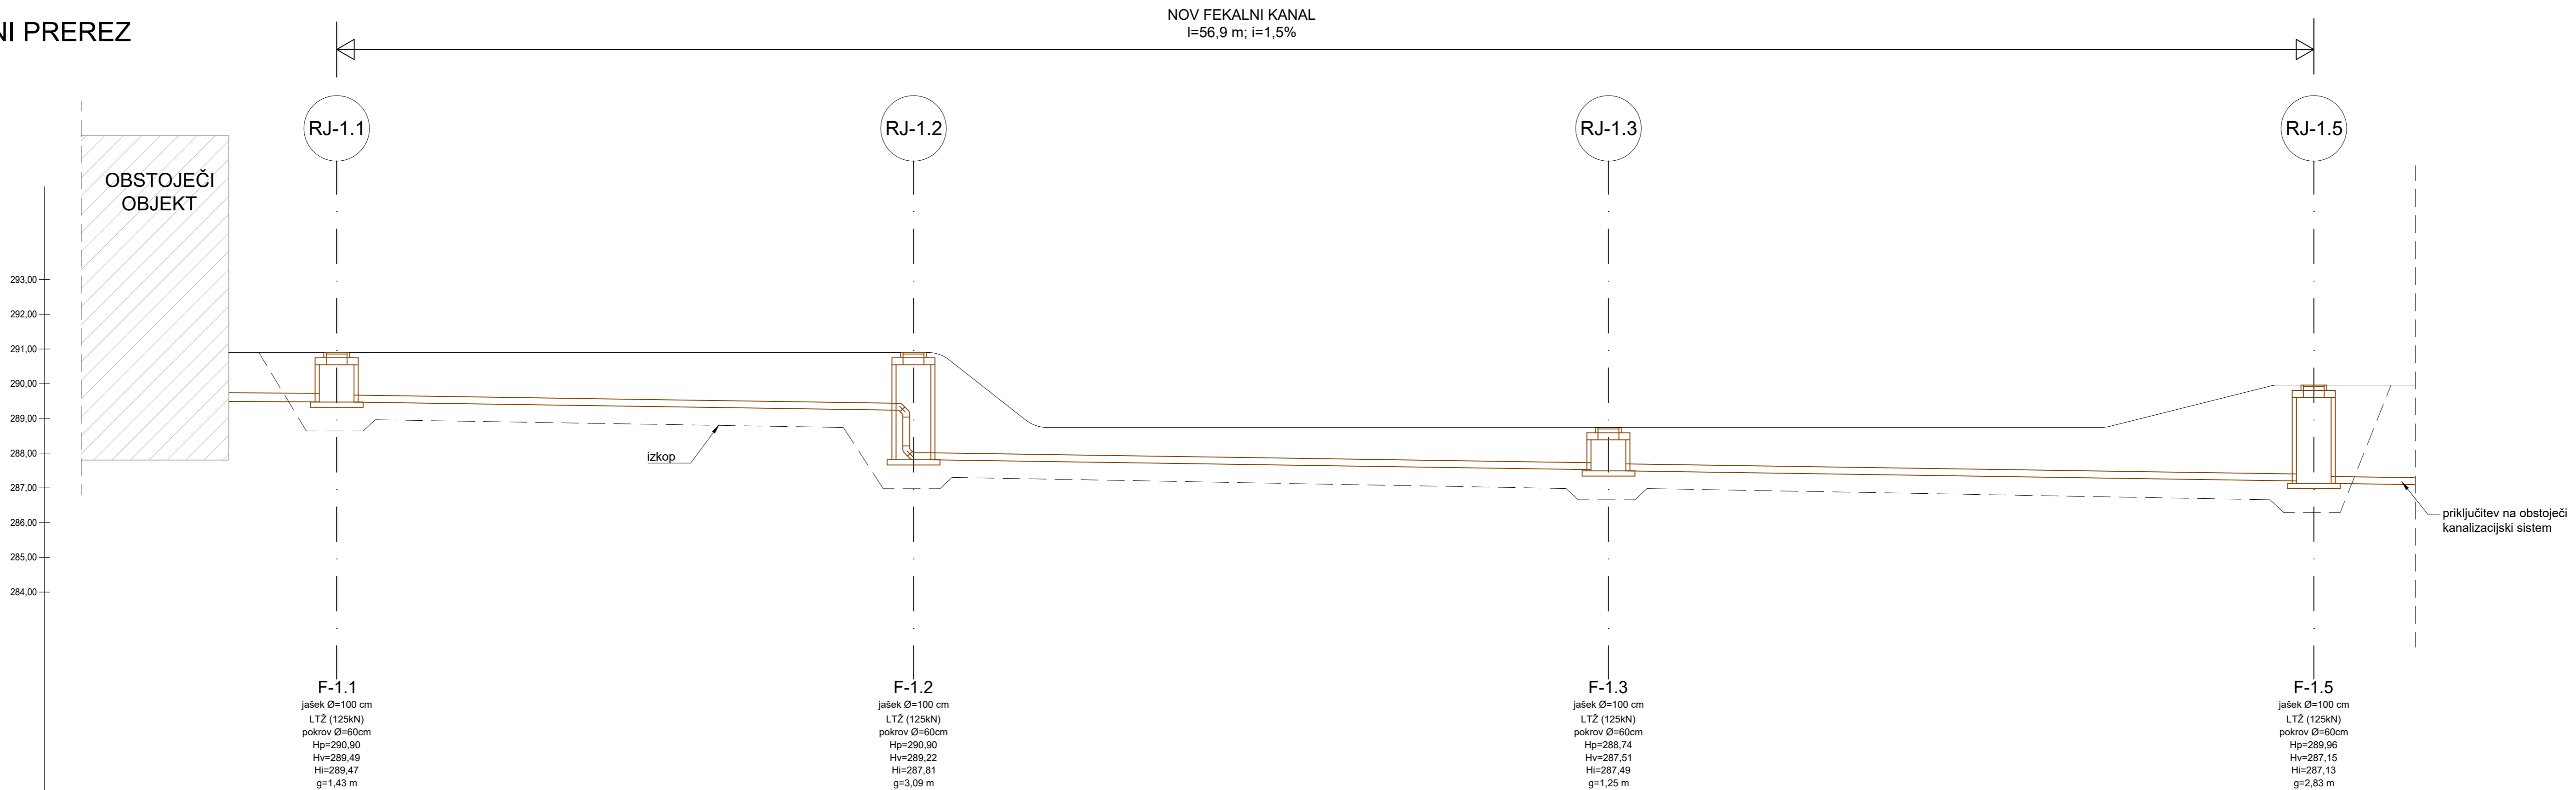 NI PREREZ
NOV FEKALNI KANAL
l=56,9 m; i=1,5%
RJ-1.1
RJ-1.2
RJ-1.3
RJ-1.5
OBSTOJEČI
OBJEKT
293,00
292,00
291,00
290,00
289,00
288,00
287,00
286,00
285,00
284,00
izkop
priključitev na obstoječi
kanalizacijski sistem
F-1.1
jašek Ø=100 cm
LTŽ (125kN)
pokrov Ø=60cm
Hp=290,90
Hv=289,49
Hi=289,47
g=1,43 m
F-1.2
jašek Ø=100 cm
LTŽ (125kN)
pokrov Ø=60cm
Hp=290,90
Hv=289,22
Hi=287,81
g=3,09 m
F-1.3
jašek Ø=100 cm
LTŽ (125kN)
pokrov Ø=60cm
Hp=288,74
Hv=287,51
Hi=287,49
g=1,25 m
F-1.5
jašek Ø=100 cm
LTŽ (125kN)
pokrov Ø=60cm
Hp=289,96
Hv=287,15
Hi=287,13
g=2,83 m